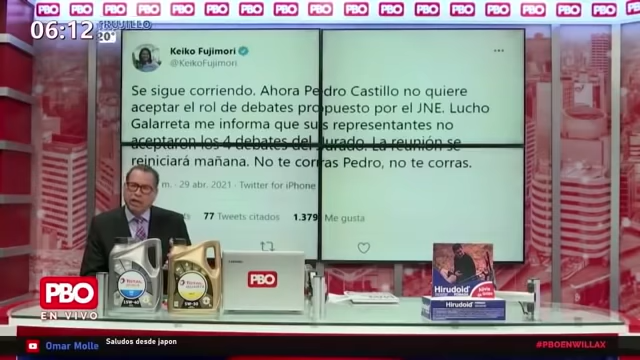 PBO
06:12
TRUJILLO
20°
Keiko Fujimori
@KeikoFujimori
Se sigue corriendo. Ahora Pedro Castillo no quiere
aceptar el rol de debates propuesto por el JNE. Lucho
Galarreta me informa que sus representantes no
aceptaron los 4 debates del Jurado. La reunión se
reiniciará mañana. No te corras Pedro, no te corras.
m. · 29 abr. 2021 · Twitter for iPhone
77 Tweets citados 1.379 Me gusta
PBO
Hirudoid
Hirudoid
PBO
EN VIVO
Omar Molle Saludos desde japon
#PBOENWILLAX